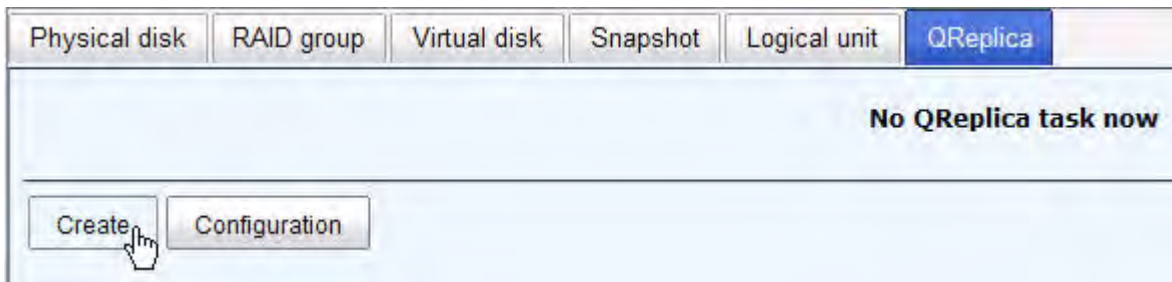 Physical disk RAID group Virtual disk Snapshot Logical unit QReplica
No QReplica task now
Create Configuration